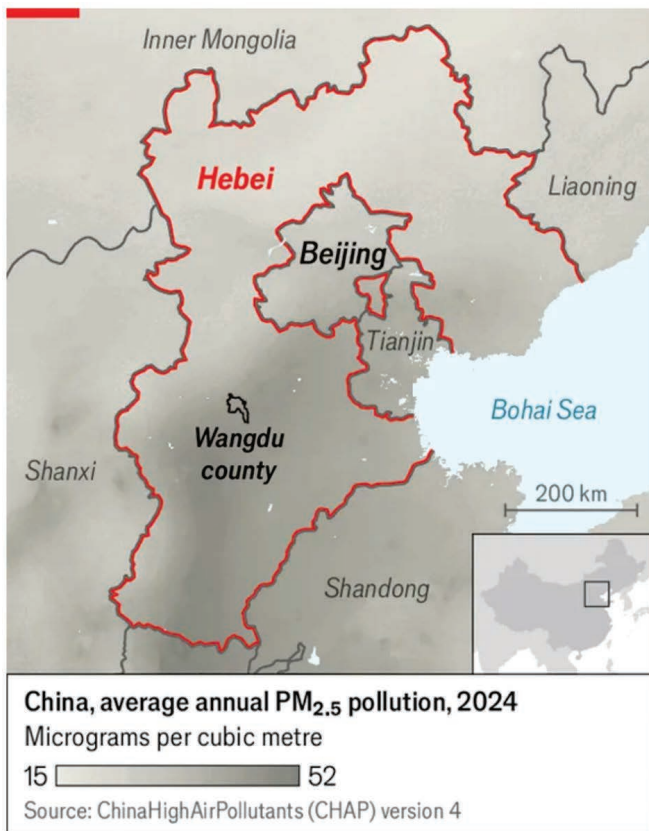 Inner Mongolia
Hebei
Liaoning
Beijing
Tianjin
Bohai Sea
Wangdu
county
Shanxi
200 km
Shandong
China, average annual PM2.5 pollution, 2024
Micrograms per cubic metre
15 52
Source: ChinaHighAirPollutants (CHAP) version 4